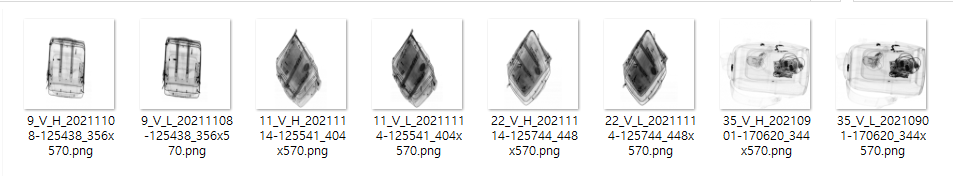 9_V_H_2021110
8-125438_356x
570.png
9_V_L_20211108
-125438_356x5
70.png
11_V_H_202111
14-125541_404
x570.png
11_V_L_2021111
4-125541_404x
570.png
22_V_H_202111
14-125744_448
x570.png
22_V_L_2021111
4-125744_448x
570.png
35_V_H_202109
01-170620_344
x570.png
35_V_L_2021090
1-170620_344x
570.png